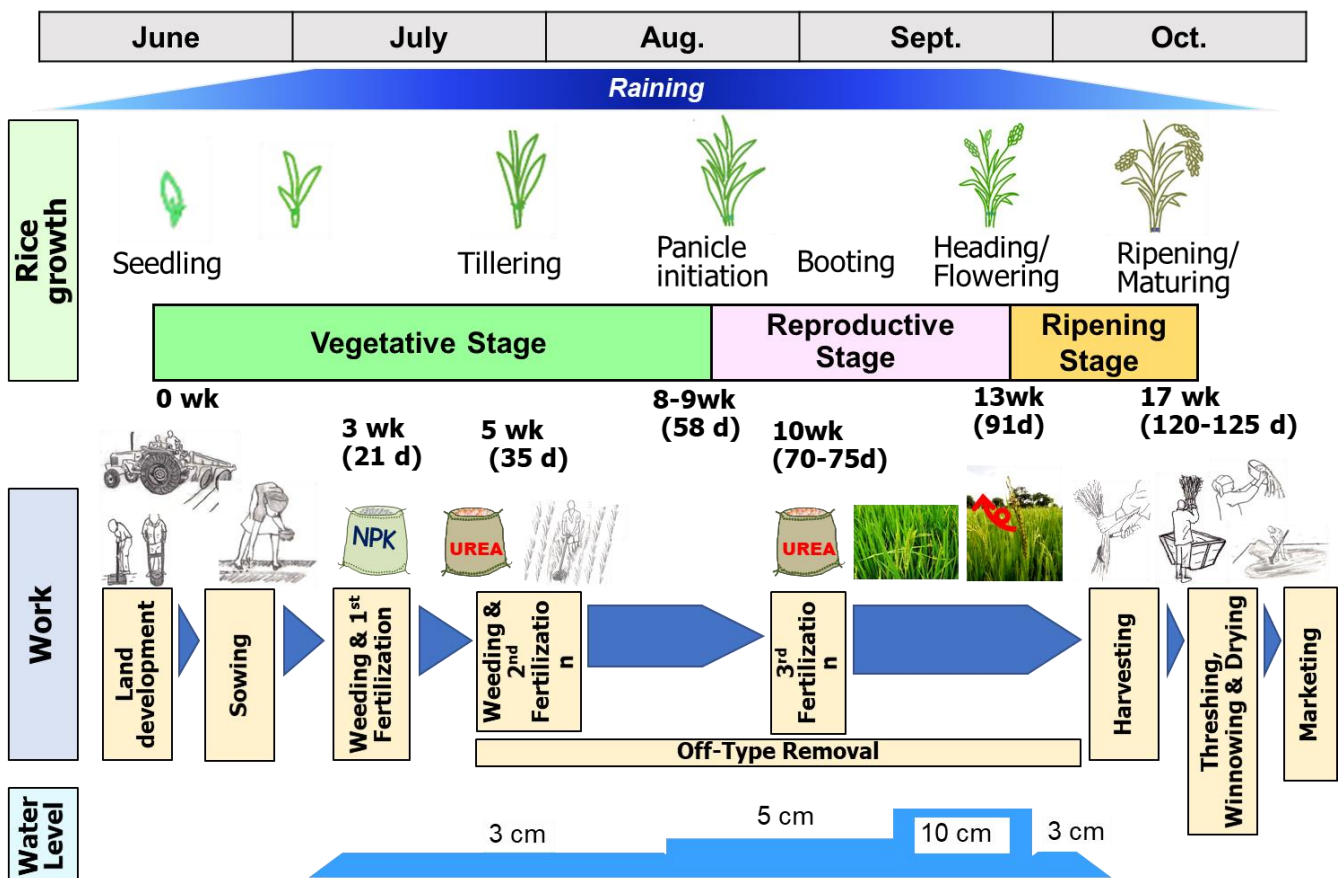 June
July
Aug.
Sept.
Oct.
Raining
Rice
growth
Seedling
Tillering
Panicle
initiation
Booting
Heading/
Flowering
Ripening/
Maturing
Vegetative Stage
Reproductive
Stage
Ripening
Stage
0 wk
3 wk
(21 d)
5 wk
(35 d)
8-9wk
(58 d)
10wk
(70-75d)
13wk
(91d)
17 wk
(120-125 d)
Work
NPK
UREA
UREA
Land
development
Sowing
Weeding & 1st
Fertilization
Weeding &
2nd
Fertilizatio
n
3rd
Fertilizatio
n
Harvesting
Threshing,
Winnowing & Drying
Marketing
Off-Type Removal
Water
Level
3 cm
5 cm
10 cm
3 cm